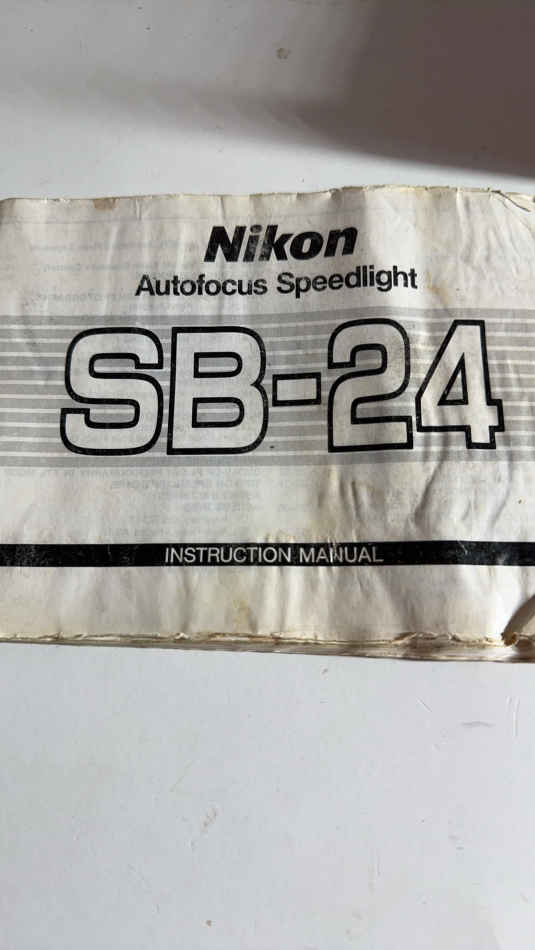 Nikon
Autofocus Speedlight
SB-24
INSTRUCTION MANUAL